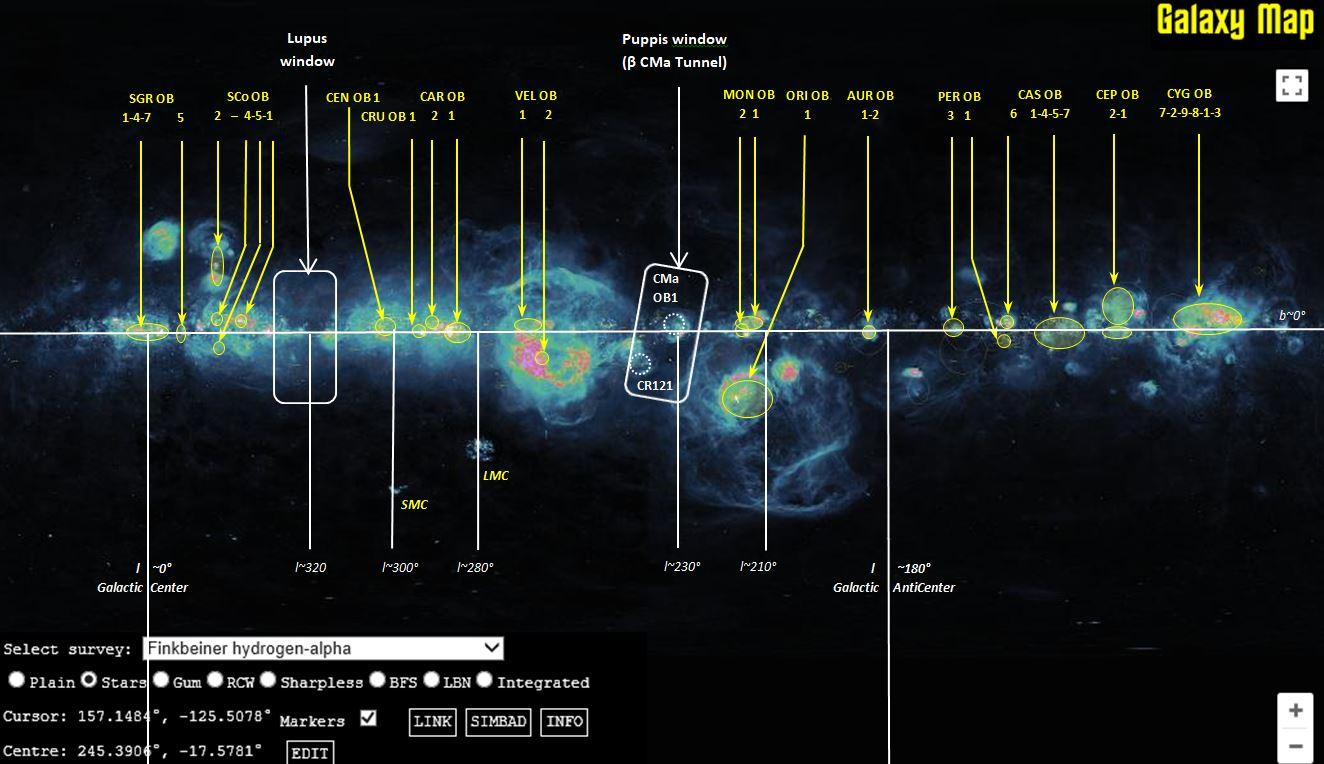 Galaxy Map
Lupus
window
Puppis window
(β CMa Tunnel)
SGR OB
1-4-7 5
SCo OB
2 – 4-5-1
CEN OB 1
CRU OB 1
CAR OB
2 1
VEL OB
1 2
MON OB
2 1
ORI OB
1
AUR OB
1-2
PER OB
3 1
CAS OB
6 1-4-5-7
CEP OB
2-1
CYG OB
7-2-9-8-1-3
CMa
OB1
CR121
b~0°
LMC
SMC
l ~0°
Galactic Center
l~320
l~300°
l~280°
l~230°
l~210°
l ~180°
Galactic AntiCenter
Select survey: Finkbeiner hydrogen-alpha
Plain Stars Gum RCW Sharpless BFS LBN Integrated
Cursor: 157.1484°, -125.5078° Markers LINK SIMBAD INFO
Centre: 245.3906°, -17.5781° EDIT
+
−